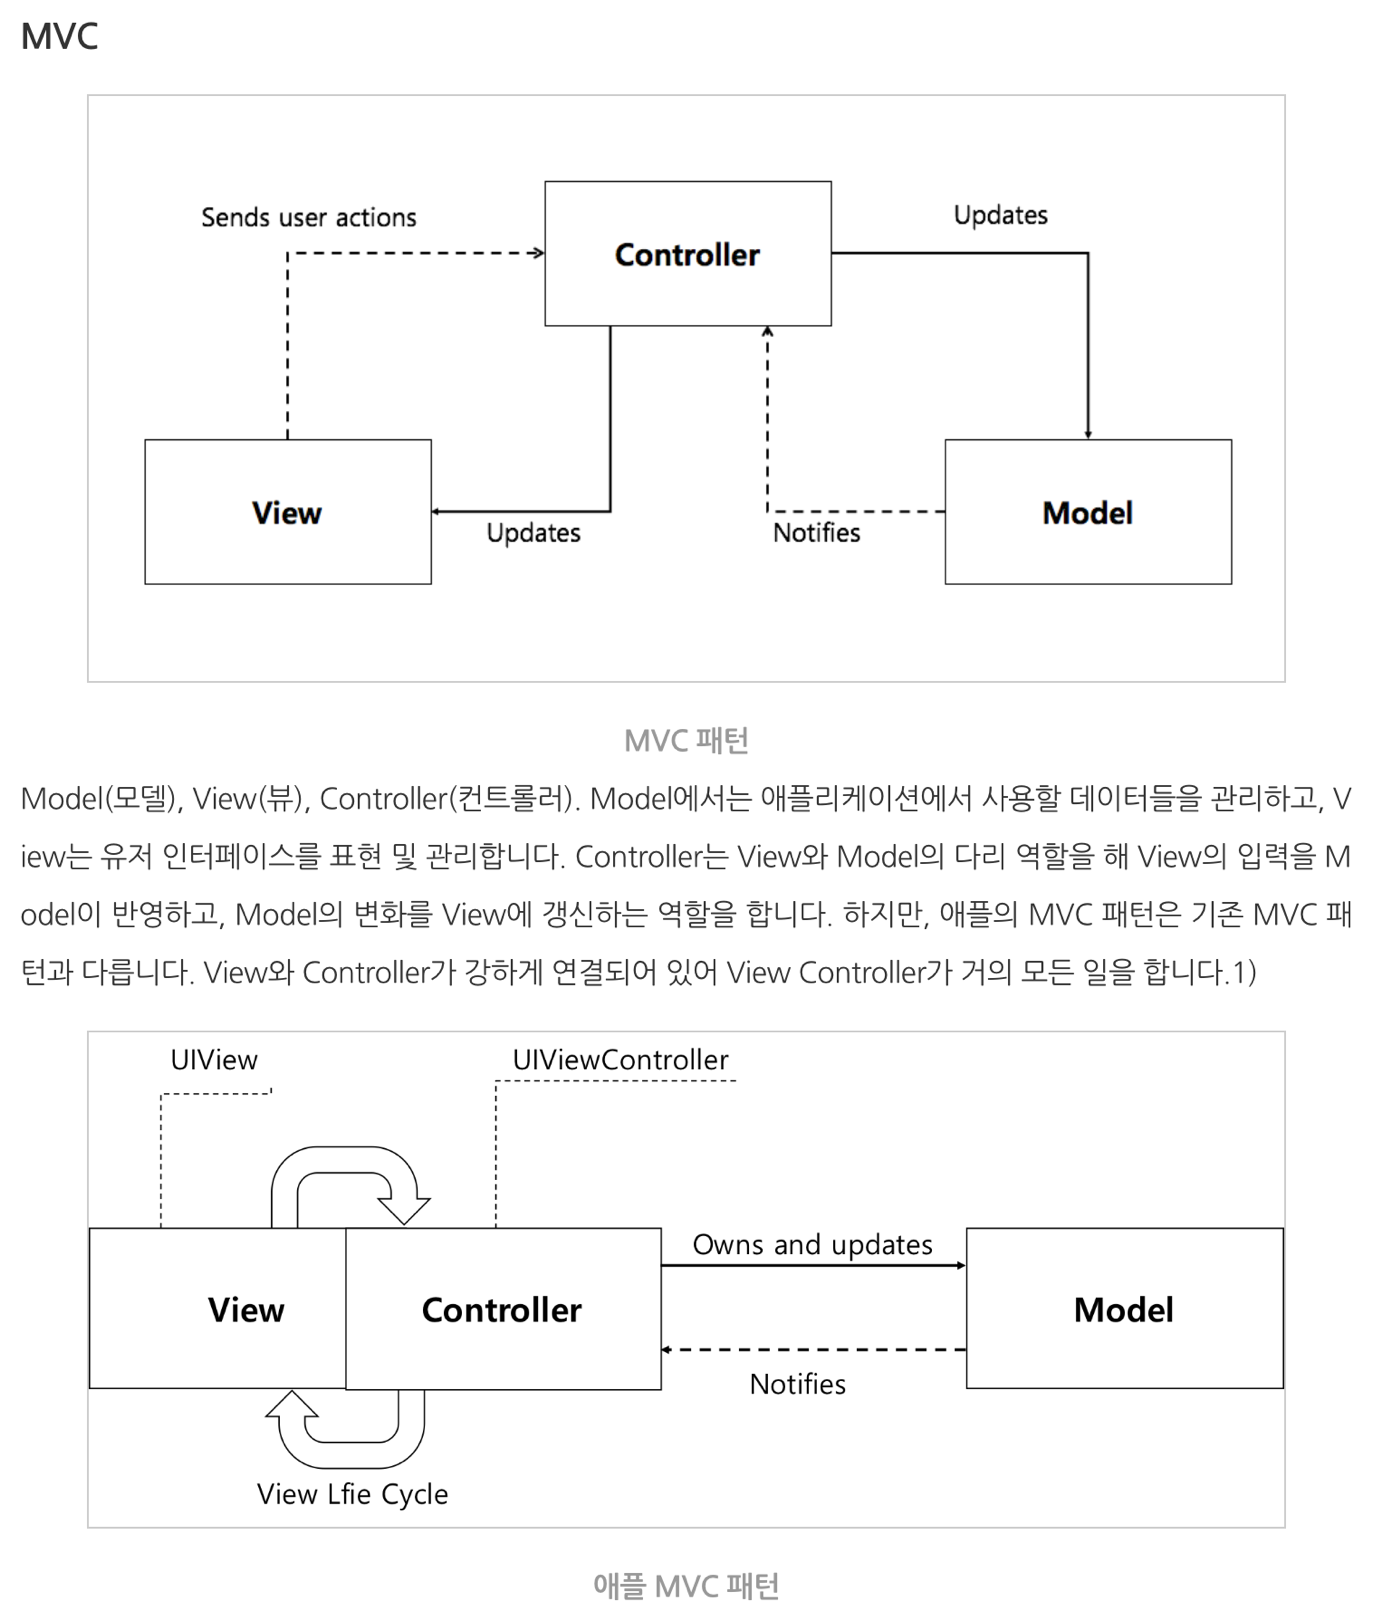 MVC
Sends user actions
Controller
Updates
View
Updates
Notifies
Model
MVC 패턴
Model(모델), View(뷰), Controller(컨트롤러). Model에서는 애플리케이션에서 사용할 데이터들을 관리하고, V
iew는 유저 인터페이스를 표현 및 관리합니다. Controller는 View와 Model의 다리 역할을 해 View의 입력을 M
odel이 반영하고, Model의 변화를 View에 갱신하는 역할을 합니다. 하지만, 애플의 MVC 패턴은 기존 MVC 패
턴과 다릅니다. View와 Controller가 강하게 연결되어 있어 View Controller가 거의 모든 일을 합니다.1)
UIView
UIViewController
View
Controller
Owns and updates
Model
Notifies
View Lfie Cycle
애플 MVC 패턴